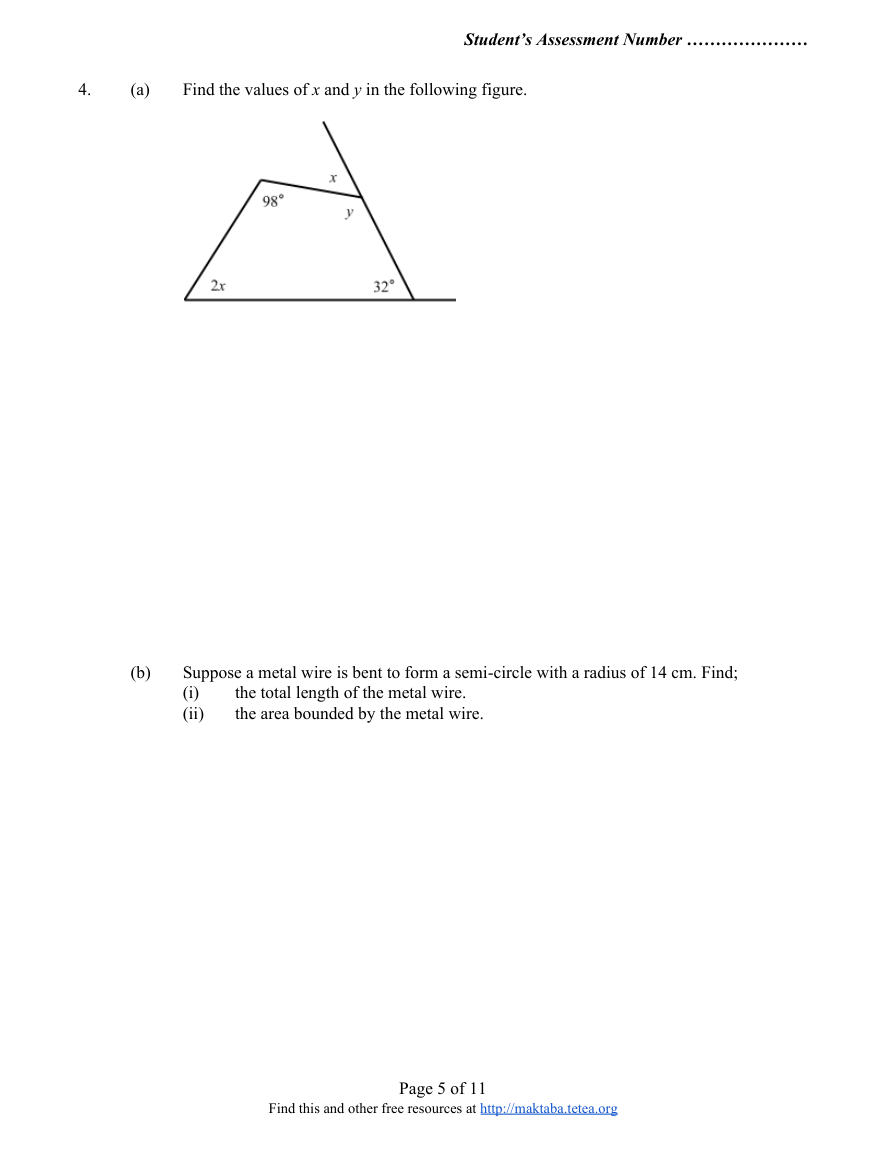 Student’s Assessment Number …………………
4. (a) Find the values of x and y in the following figure.
x
98°
y
2x 32°
(b) Suppose a metal wire is bent to form a semi-circle with a radius of 14 cm. Find;
(i) the total length of the metal wire.
(ii) the area bounded by the metal wire.
Page 5 of 11
Find this and other free resources at http://maktaba.tetea.org